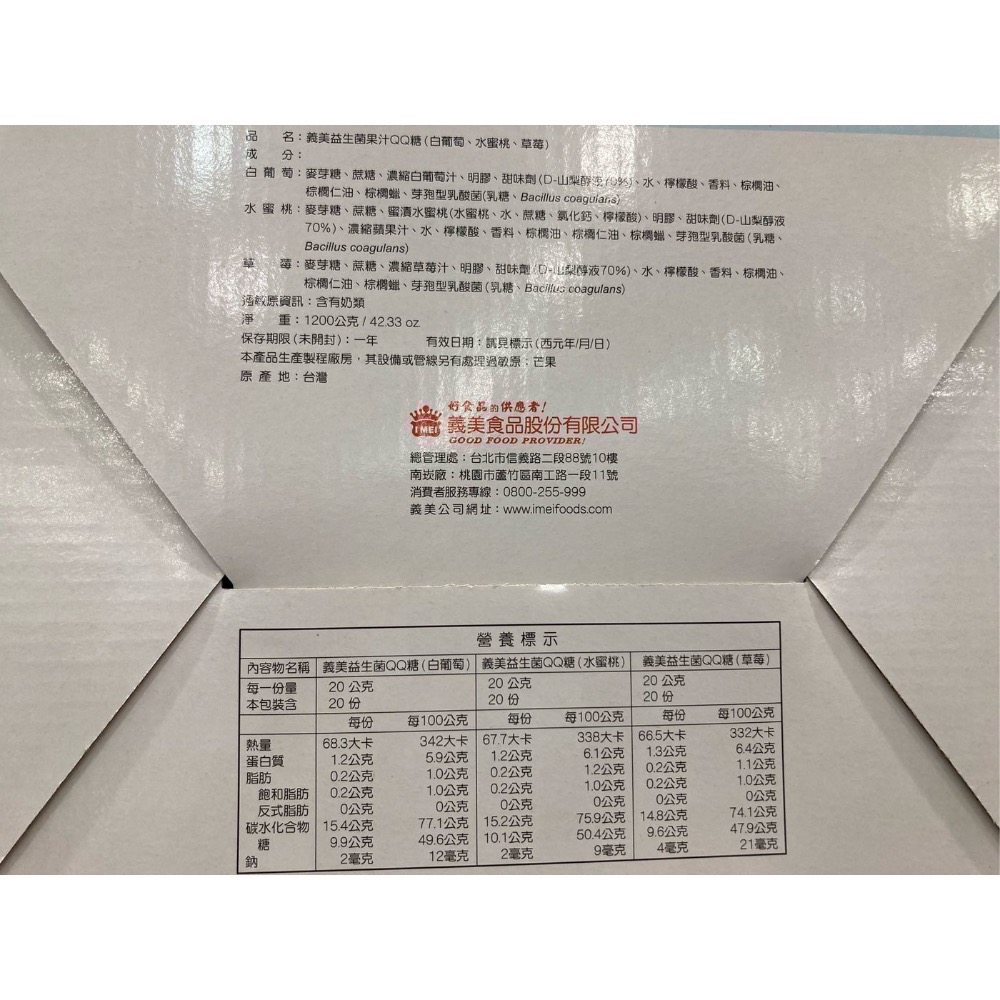 品　　名：義美益生菌果汁QQ糖(白葡萄、水蜜桃、草莓)
成　　分：
白 葡 萄：麥芽糖、蔗糖、濃縮白葡萄汁、明膠、甜味劑(D-山梨醇液70%)、水、檸檬酸、香料、棕櫚油、
棕櫚仁油、棕櫚蠟、芽孢型乳酸菌(乳糖、Bacillus coagulans)
水 蜜 桃：麥芽糖、蔗糖、蜜漬水蜜桃(水蜜桃、水、蔗糖、氯化鈣、檸檬酸)、明膠、甜味劑(D-山梨醇液
70%)、濃縮蘋果汁、水、檸檬酸、香料、棕櫚油、棕櫚仁油、棕櫚蠟、芽孢型乳酸菌(乳糖、
Bacillus coagulans)
草　　莓：麥芽糖、蔗糖、濃縮草莓汁、明膠、甜味劑(D-山梨醇液70%)、水、檸檬酸、香料、棕櫚油、
棕櫚仁油、棕櫚蠟、芽孢型乳酸菌(乳糖、Bacillus coagulans)
過敏原資訊：含有奶類
淨　　重：1200公克 / 42.33 oz
保存期限(未開封)：一年　　有效日期：請見標示(西元年/月/日)
本產品生產製程廠房，其設備或管線另有處理過敏原：芒果
原 產 地：台灣
好食品的供應者!
I MEI 義美食品股份有限公司
GOOD FOOD PROVIDER!
總管理處：台北市信義路二段88號10樓
南崁廠：桃園市蘆竹區南工路一段11號
消費者服務專線：0800-255-999
義美公司網址：www.imeifoods.com
營養標示
內容物名稱 義美益生菌QQ糖(白葡萄) 義美益生菌QQ糖(水蜜桃) 義美益生菌QQ糖(草莓)
每一份量 20 公克 20 公克 20 公克
本包裝含 20 份 20 份 20 份
每份 每100公克 每份 每100公克 每份 每100公克
熱量 68.3大卡 342大卡 67.7大卡 338大卡 66.5大卡 332大卡
蛋白質 1.2公克 5.9公克 1.2公克 6.1公克 1.3公克 6.4公克
脂肪 0.2公克 1.0公克 0.2公克 1.2公克 0.2公克 1.1公克
飽和脂肪 0.2公克 1.0公克 0.2公克 1.0公克 0.2公克 1.0公克
反式脂肪 0公克 0公克 0公克 0公克 0公克 0公克
碳水化合物 15.4公克 77.1公克 15.2公克 75.9公克 14.8公克 74.1公克
糖 9.9公克 49.6公克 10.1公克 50.4公克 9.6公克 47.9公克
鈉 2毫克 12毫克 2毫克 9毫克 4毫克 21毫克